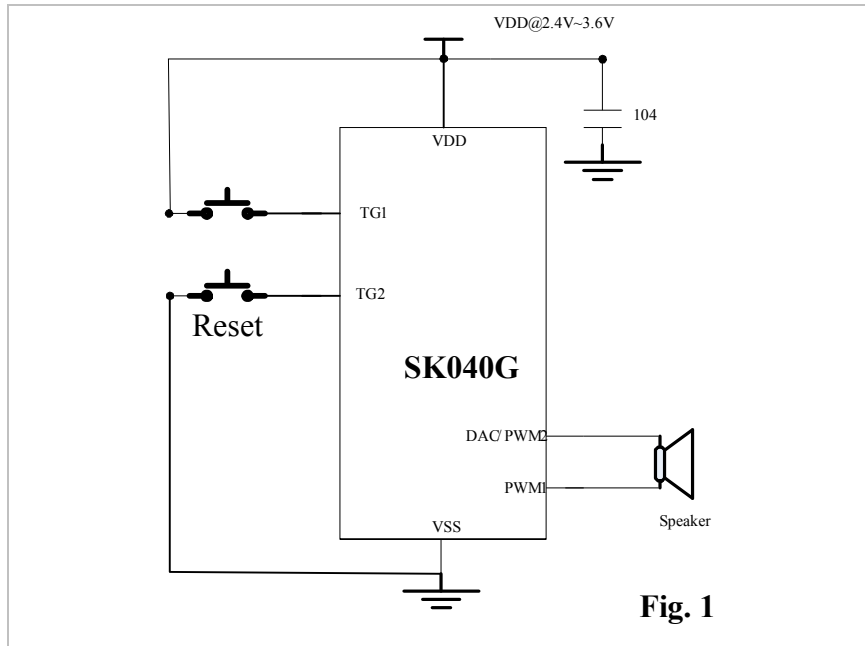 VDD@2.4V~3.6V
104
VDD
TG1
TG2
Reset
SK040G
DAC/PWM2
PWM1
Speaker
VSS
Fig. 1